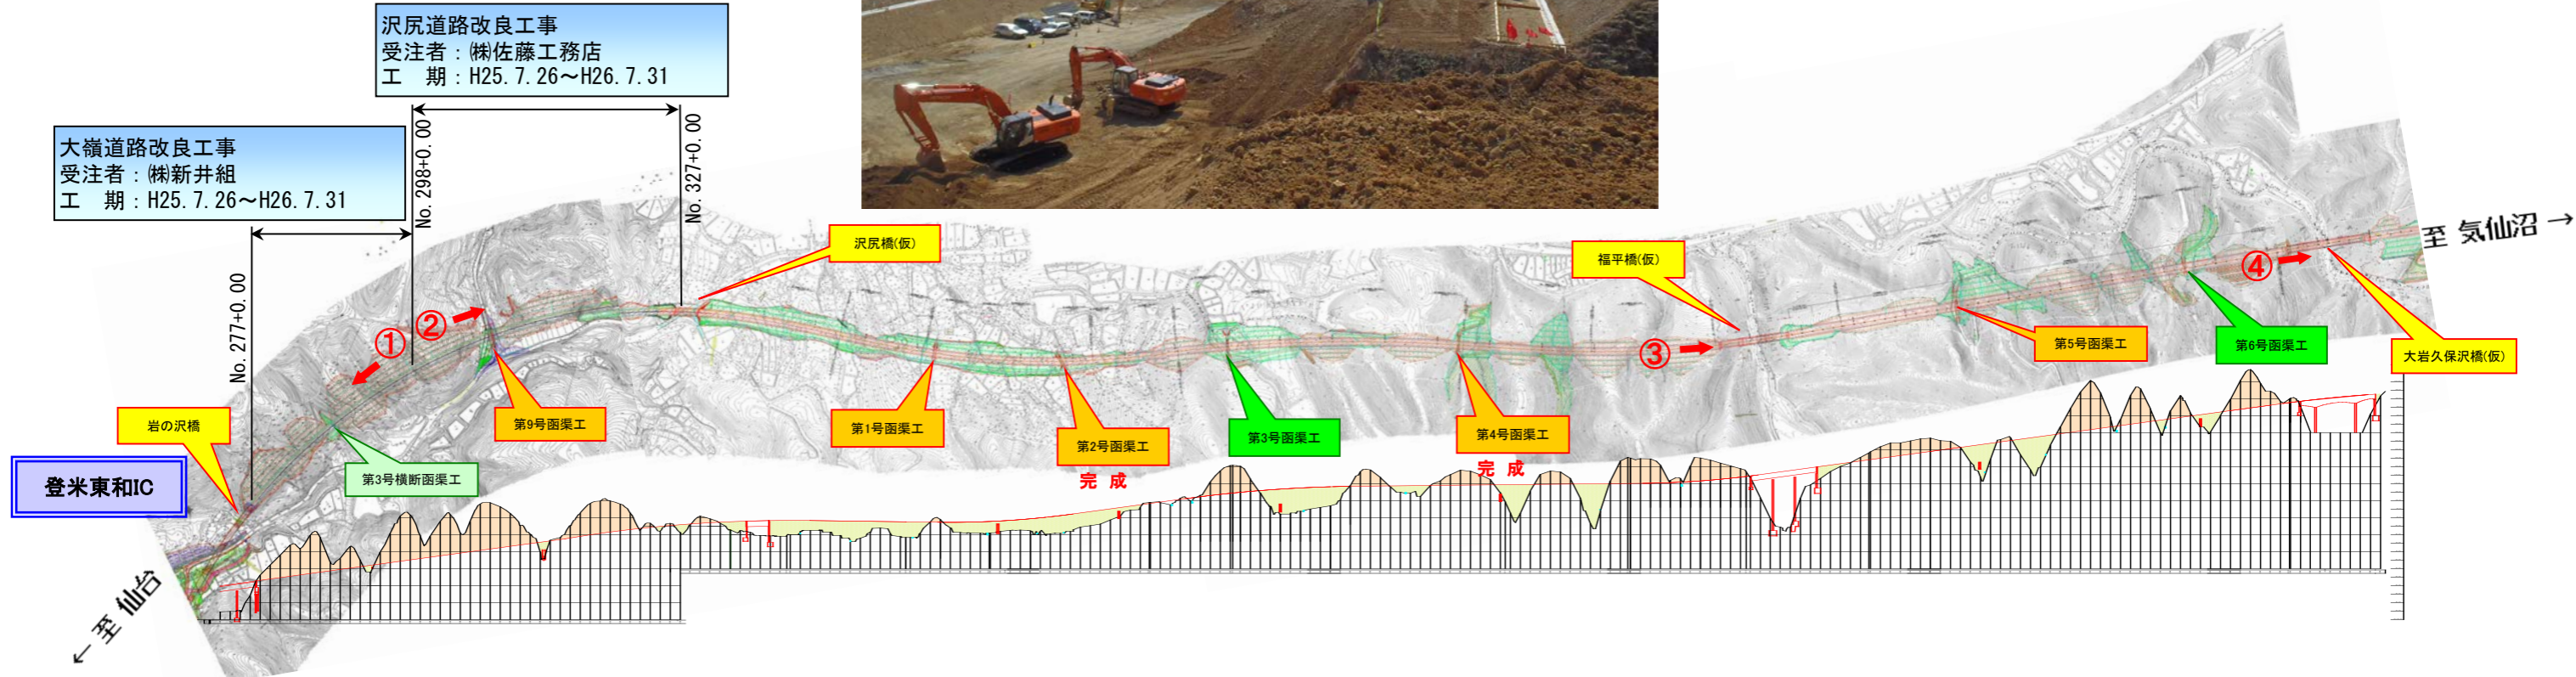 沢尻道路改良工事
受注者：㈱佐藤工務店
工　期：H25.7.26～H26.7.31
大嶺道路改良工事
受注者：㈱新井組
工　期：H25.7.26～H26.7.31
No.277+0.00
No.298+0.00
No.327+0.00
沢尻橋(仮)
福平橋(仮)
至 気仙沼 →
①
②
③
④
岩の沢橋
第9号函渠工
第1号函渠工
第2号函渠工
完 成
第3号函渠工
第4号函渠工
完 成
第5号函渠工
第6号函渠工
大岩久保沢橋(仮)
第3号横断函渠工
登米東和IC
← 至 仙台